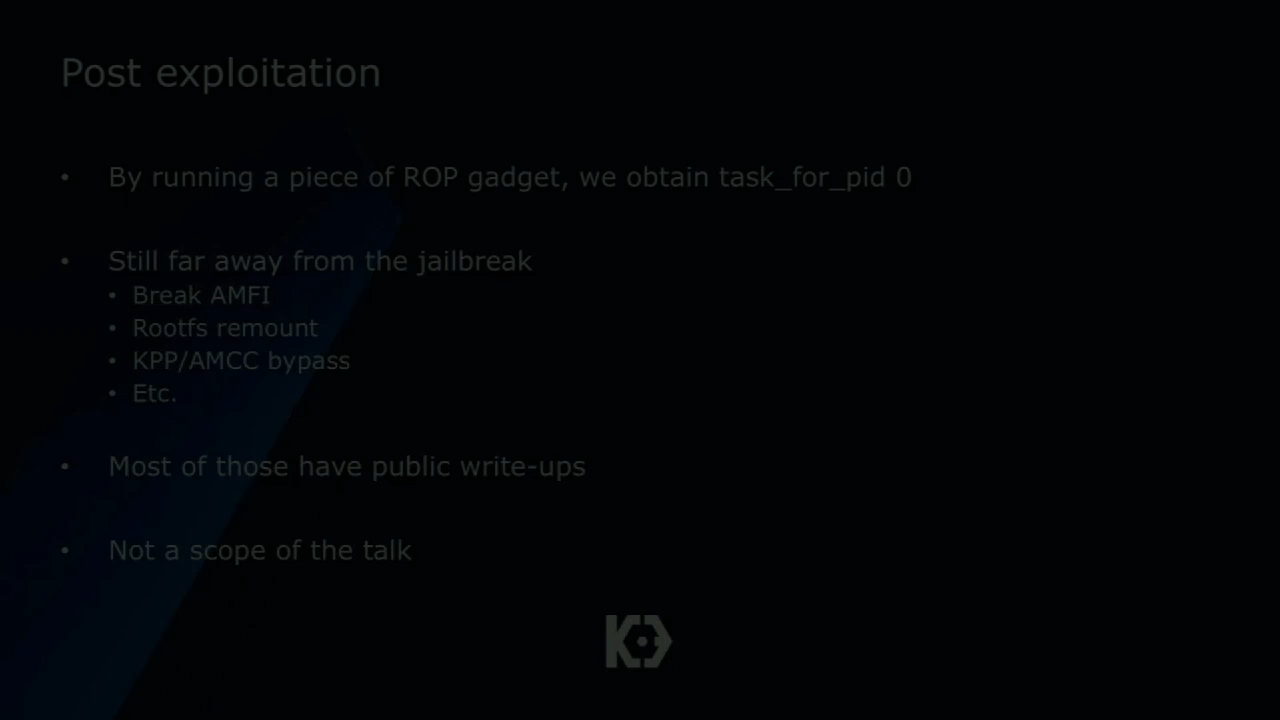 Post exploitation
• By running a piece of ROP gadget, we obtain task_for_pid 0
• Still far away from the jailbreak
• Break AMFI
• Rootfs remount
• KPP/AMCC bypass
• Etc.
• Most of those have public write-ups
• Not a scope of the talk